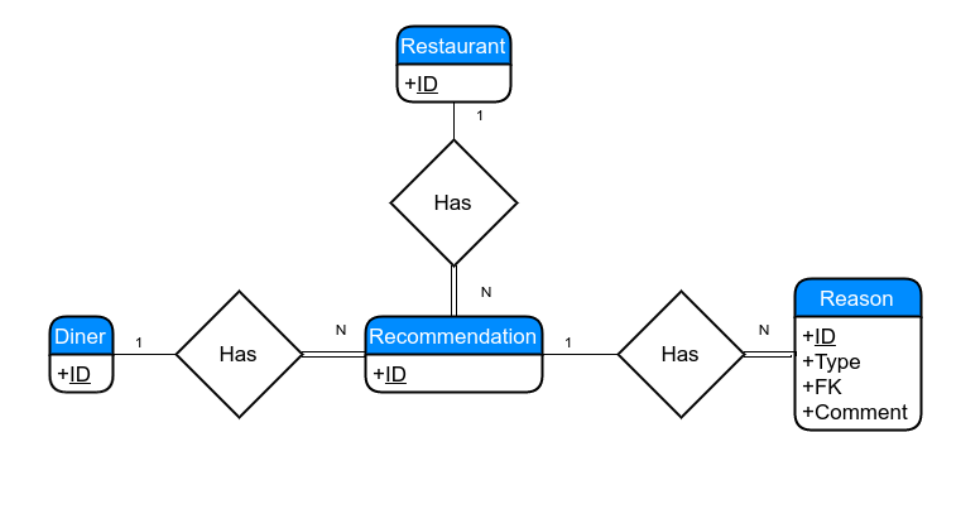 Restaurant
+ID
1
Has
N
Diner
+ID
1
Has
N
Recommendation
+ID
1
Has
N
Reason
+ID
+Type
+FK
+Comment